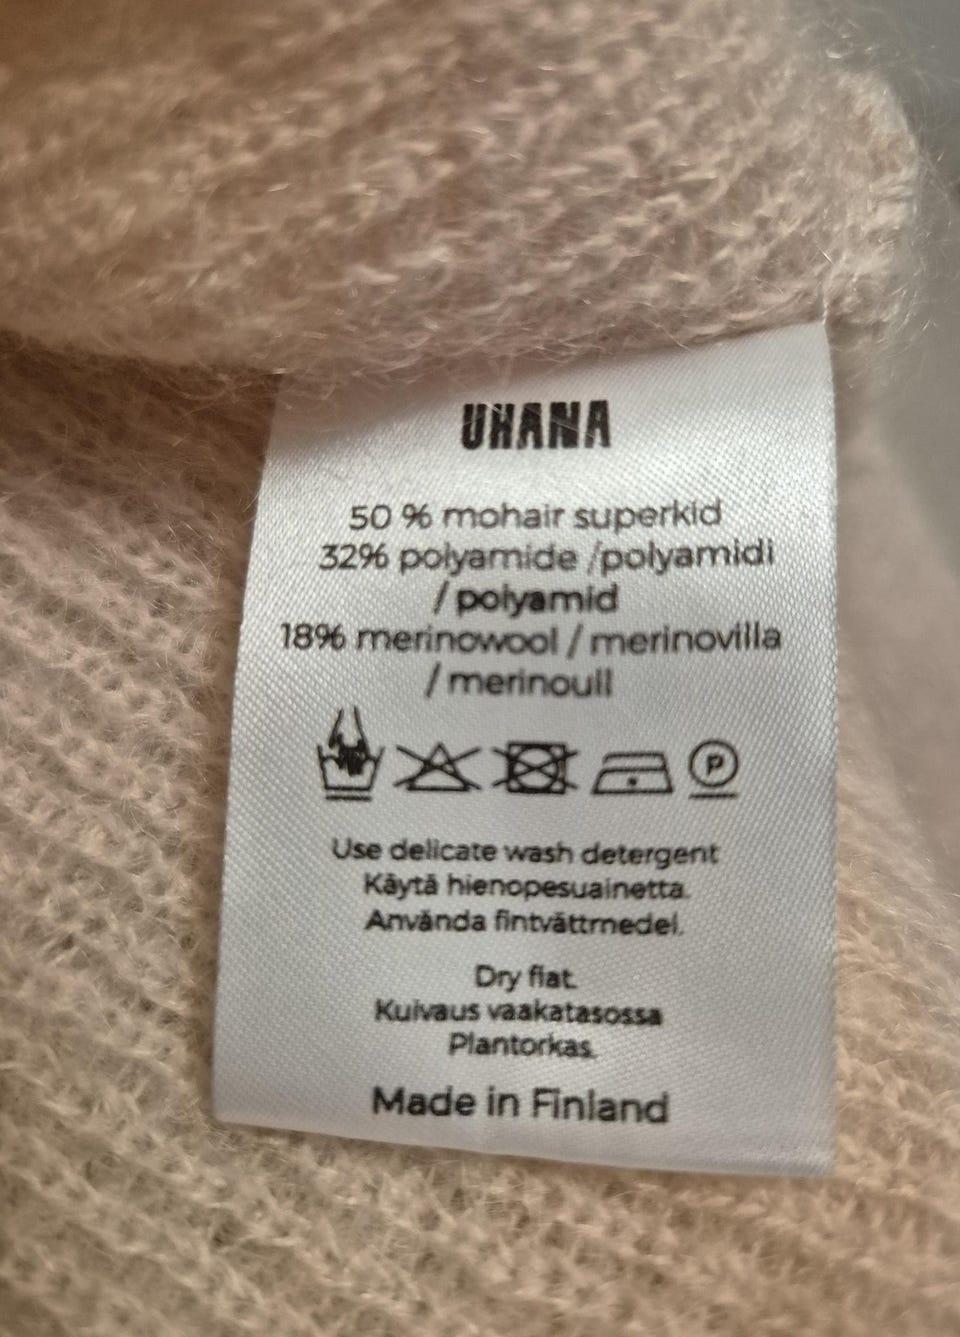 UHANA
50 % mohair superkid
32% polyamide /polyamidi
/ polyamid
18% merinowool / merinovilla
/ merinoull
P
Use delicate wash detergent
Käytä hienopesuainetta.
Använda fintvättmedel.
Dry flat.
Kuivaus vaakatasossa
Plantorkas.
Made in Finland